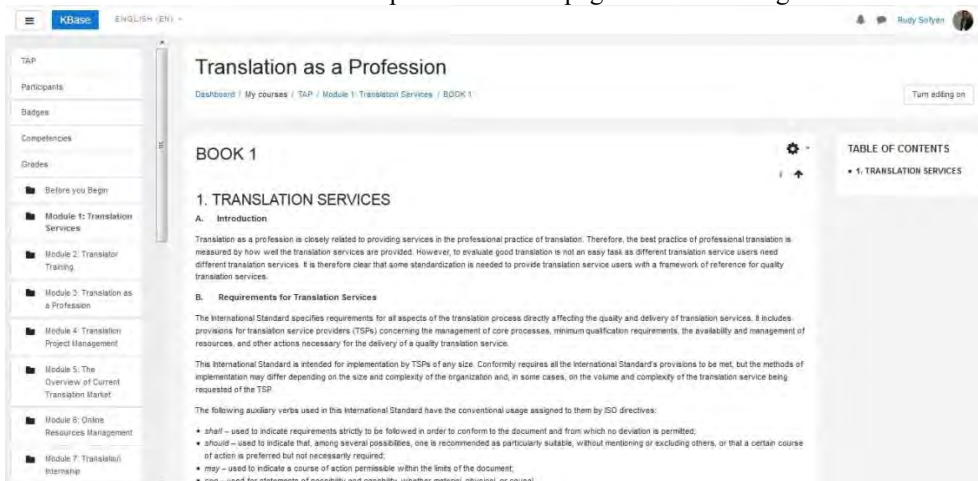 KBase
ENGLISH (EN)
Rudy Sofyan
TAP
Participants
Badges
Competencies
Grades
Before you Begin
Module 1: Translation
Services
Module 2: Translator
Training
Module 3: Translation as
a Profession
Module 4: Translation
Project Management
Module 5: The
Overview of Current
Translation Market
Module 6: Online
Resources Management
Module 7: Translation
Internship
Translation as a Profession
Dashboard / My courses / TAP / Module 1: Translation Services / BOOK 1
Turn editing on
BOOK 1
1. TRANSLATION SERVICES
A. Introduction
Translation as a profession is closely related to providing services in the professional practice of translation. Therefore, the best practice of professional translation is
measured by how well the translation services are provided. However, to evaluate good translation is not an easy task as different translation service users need
different translation services. It is therefore clear that some standardization is needed to provide translation service users with a framework of reference for quality
translation services.
B. Requirements for Translation Services
The International Standard specifies requirements for all aspects of the translation process directly affecting the quality and delivery of translation services. It includes
provisions for translation service providers (TSPs) concerning the management of core processes, minimum qualification requirements, the availability and management of
resources, and other actions necessary for the delivery of a quality translation service.
This International Standard is intended for implementation by TSPs of any size. Conformity requires all the International Standard's provisions to be met, but the methods of
implementation may differ depending on the size and complexity of the organization and, in some cases, on the volume and complexity of the translation service being
requested of the TSP.
The following auxiliary verbs used in this International Standard have the conventional usage assigned to them by ISO directives:
• shall – used to indicate requirements strictly to be followed in order to conform to the document and from which no deviation is permitted;
• should – used to indicate that, among several possibilities, one is recommended as particularly suitable, without mentioning or excluding others, or that a certain course
of action is preferred but not necessarily required;
• may – used to indicate a course of action permissible within the limits of the document;
• can – used for statements of possibility and capability, whether material, physical, or causal.
TABLE OF CONTENTS
• 1. TRANSLATION SERVICES